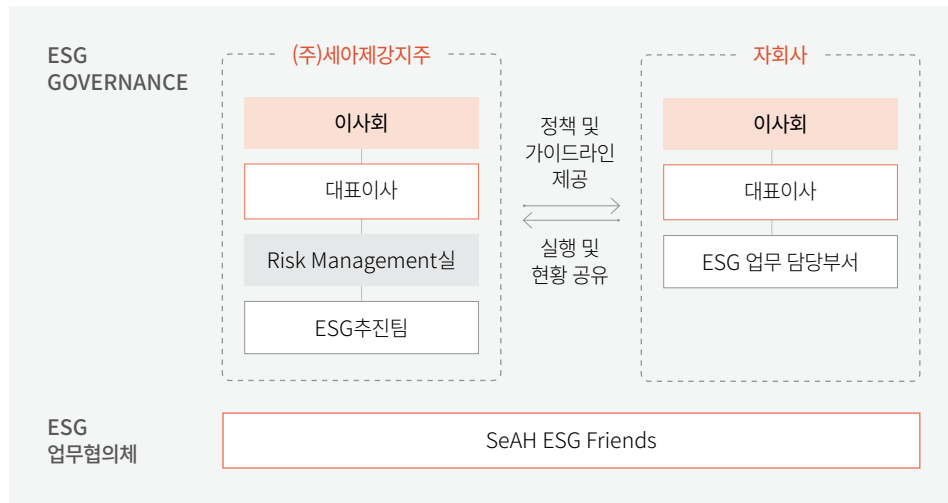 ESG
GOVERNANCE
(주)세아제강지주
이사회
대표이사
Risk Management실
ESG추진팀
정책 및
가이드라인
제공
실행 및
현황 공유
자회사
이사회
대표이사
ESG 업무 담당부서
ESG
업무협의체
SeAH ESG Friends